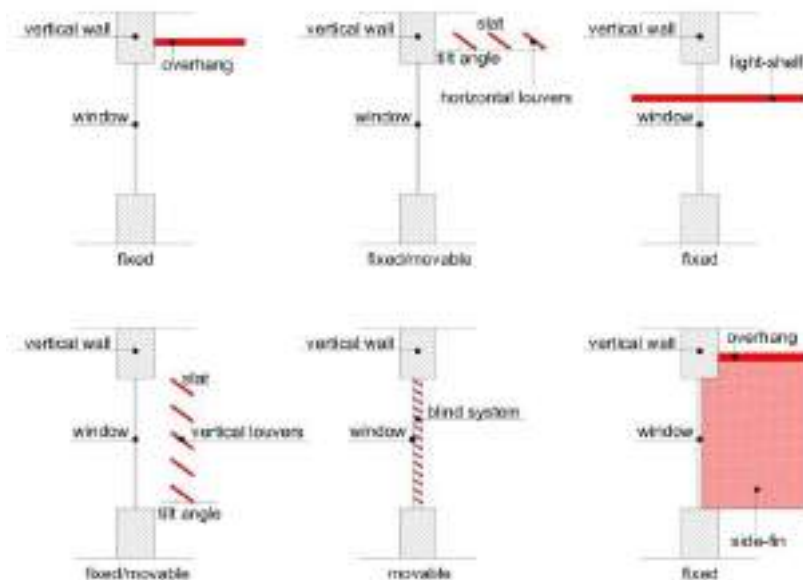 vertical wall
overhang
window
fixed
vertical wall
slat
tilt angle
horizontal louvers
window
fixed/movable
vertical wall
light-shelf
window
fixed
vertical wall
slat
window
vertical louvers
tilt angle
fixed/movable
vertical wall
blind system
window
movable
vertical wall
overhang
window
side-fin
fixed